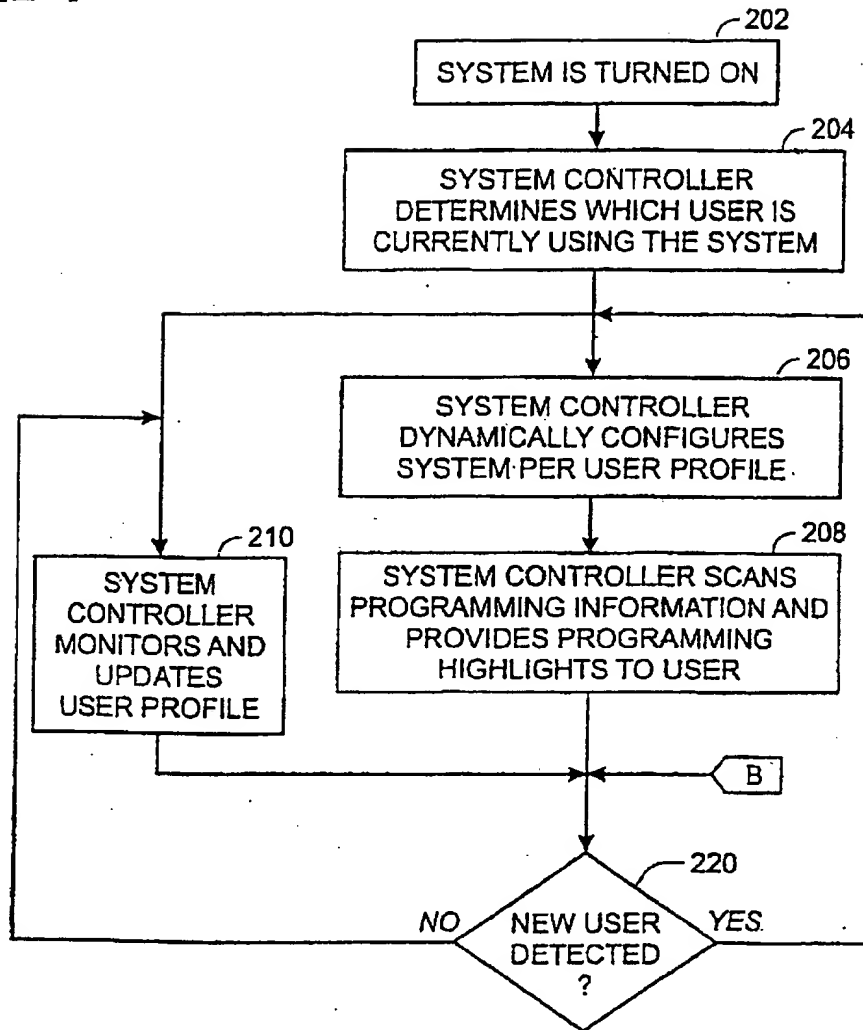 202
SYSTEM IS TURNED ON
204
SYSTEM CONTROLLER
DETERMINES WHICH USER IS
CURRENTLY USING THE SYSTEM
206
SYSTEM CONTROLLER
DYNAMICALLY CONFIGURES
SYSTEM PER USER PROFILE
210
SYSTEM
CONTROLLER
MONITORS AND
UPDATES
USER PROFILE
208
SYSTEM CONTROLLER SCANS
PROGRAMMING INFORMATION AND
PROVIDES PROGRAMMING
HIGHLIGHTS TO USER
B
220
NO
NEW USER
DETECTED
?
YES